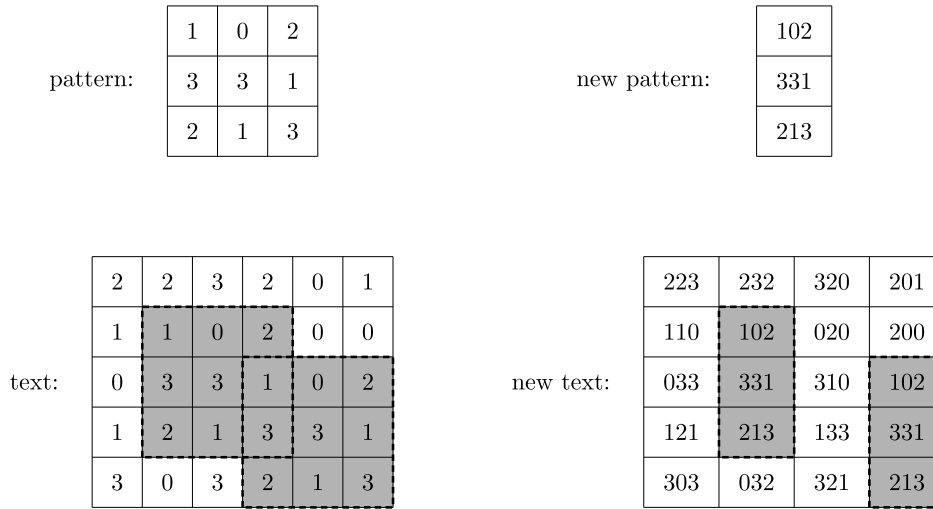 1 0 2
pattern: 3 3 1
2 1 3
102
new pattern: 331
213
2 2 3 2 0 1
1 1 0 2 0 0
text: 0 3 3 1 0 2
1 2 1 3 3 1
3 0 3 2 1 3
223 232 320 201
110 102 020 200
new text: 033 331 310 102
121 213 133 331
303 032 321 213